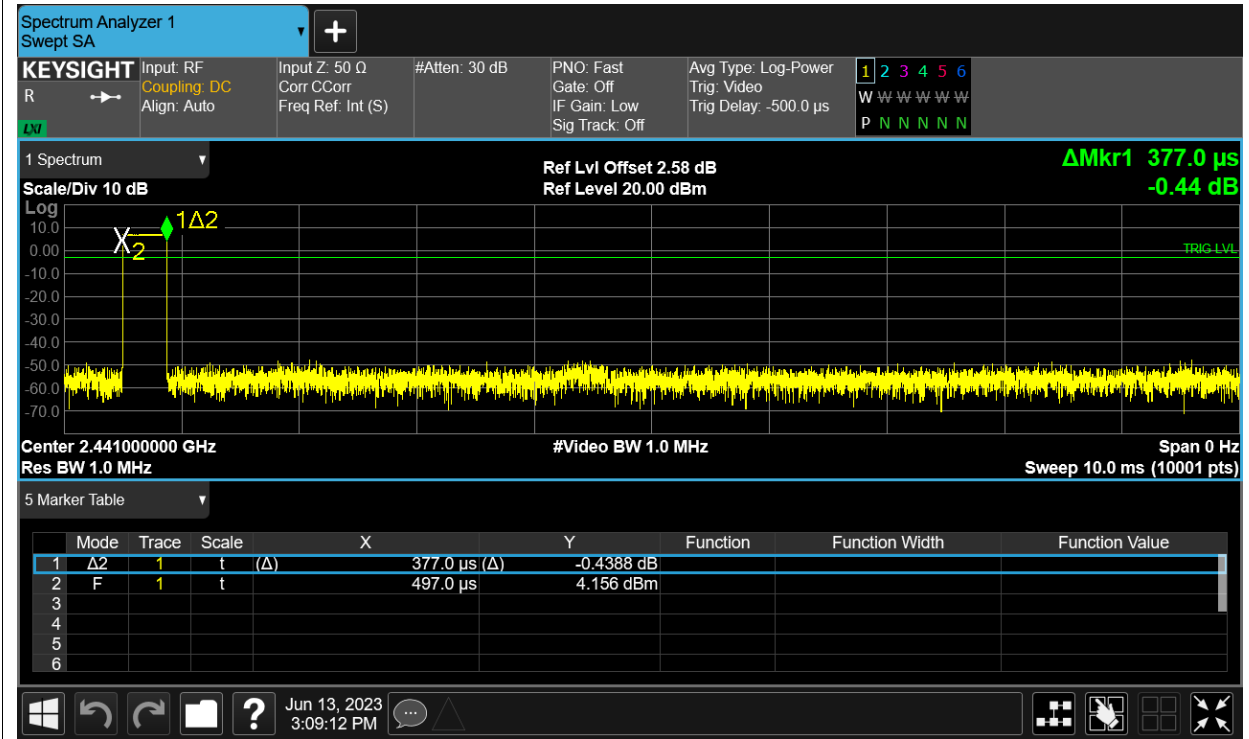 Spectrum Analyzer 1
Swept SA
▼
+
KEYSIGHT Input: RF Input Z: 50 Ω #Atten: 30 dB PNO: Fast Avg Type: Log-Power 1 2 3 4 5 6
R Coupling: DC Corr CCorr Gate: Off Trig: Video W W W W W W
Align: Auto Freq Ref: Int (S) IF Gain: Low Trig Delay: -500.0 µs P N N N N N
LXI Sig Track: Off
1 Spectrum ▼ Ref Lvl Offset 2.58 dB ΔMkr1 377.0 µs
Scale/Div 10 dB Ref Level 20.00 dBm -0.44 dB
Log
1Δ2
10.0
X2
0.00 TRIG LVL
-10.0
-20.0
-30.0
-40.0
-50.0
-60.0
-70.0
Center 2.441000000 GHz #Video BW 1.0 MHz Span 0 Hz
Res BW 1.0 MHz Sweep 10.0 ms (10001 pts)
5 Marker Table ▼
Mode Trace Scale X Y Function Function Width Function Value
1 Δ2 1 t (Δ) 377.0 µs (Δ) -0.4388 dB
2 F 1 t 497.0 µs 4.156 dBm
3
4
5
6
? Jun 13, 2023
3:09:12 PM